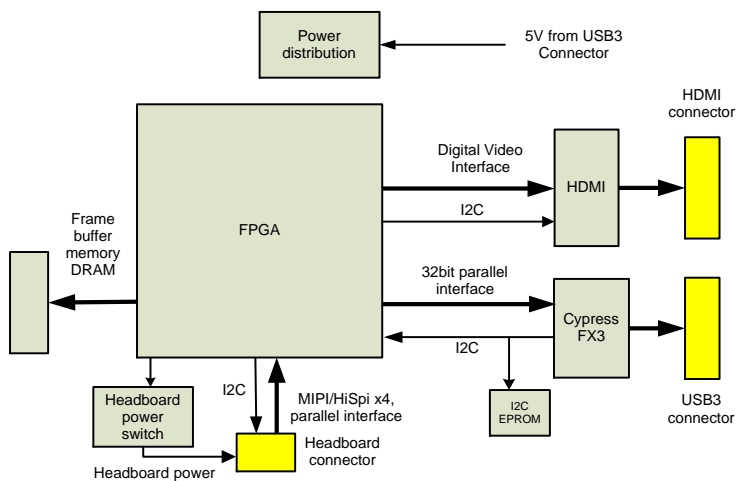 Power
distribution
5V from USB3
Connector
HDMI
connector
Digital Video
Interface
HDMI
I2C
FPGA
Frame
buffer
memory
DRAM
32bit parallel
interface
Cypress
FX3
I2C
USB3
connector
I2C
EPROM
Headboard
power
switch
I2C
MIPI/HiSpi x4,
parallel interface
Headboard
connector
Headboard power